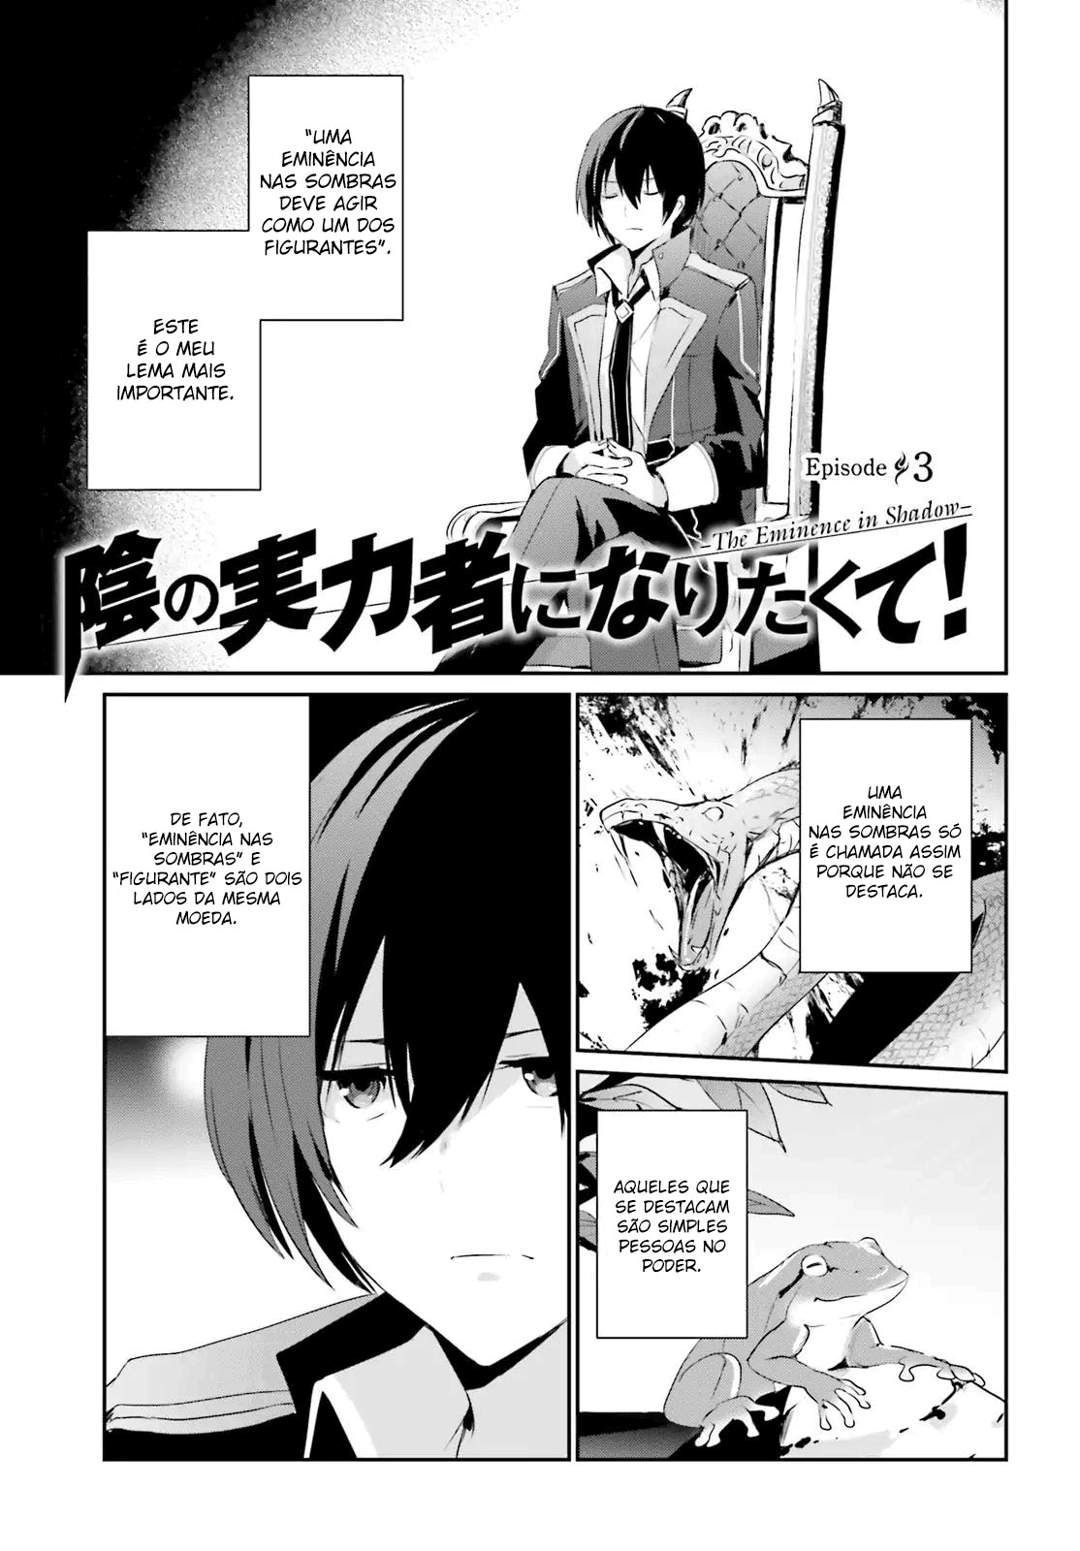 "UMA
EMINÊNCIA
NAS SOMBRAS
DEVE AGIR
COMO UM DOS
FIGURANTES".
ESTE
É O MEU
LEMA MAIS
IMPORTANTE.
Episode 3
–The Eminence in Shadow–
陰の実力者になりたくて!
UMA
EMINÊNCIA
NAS SOMBRAS SÓ
É CHAMADA ASSIM
PORQUE NÃO SE
DESTACA.
DE FATO,
"EMINÊNCIA NAS
SOMBRAS" E
"FIGURANTE" SÃO DOIS
LADOS DA MESMA
MOEDA.
AQUELES QUE
SE DESTACAM
SÃO SIMPLES
PESSOAS NO
PODER.